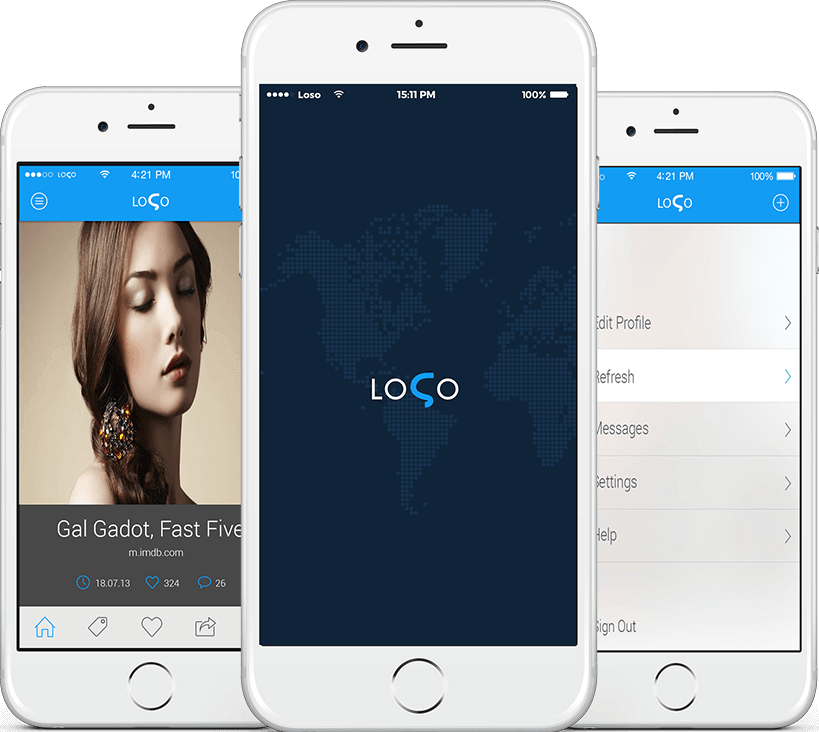 Loso 15:11 PM 100%
LOSO
LOSO 4:21 PM 10
LOSO
Gal Gadot, Fast Five
m.imdb.com
18.07.13 324 26
o 4:21 PM 100%
LOSO
Edit Profile
Refresh
Messages
Settings
Help
Sign Out